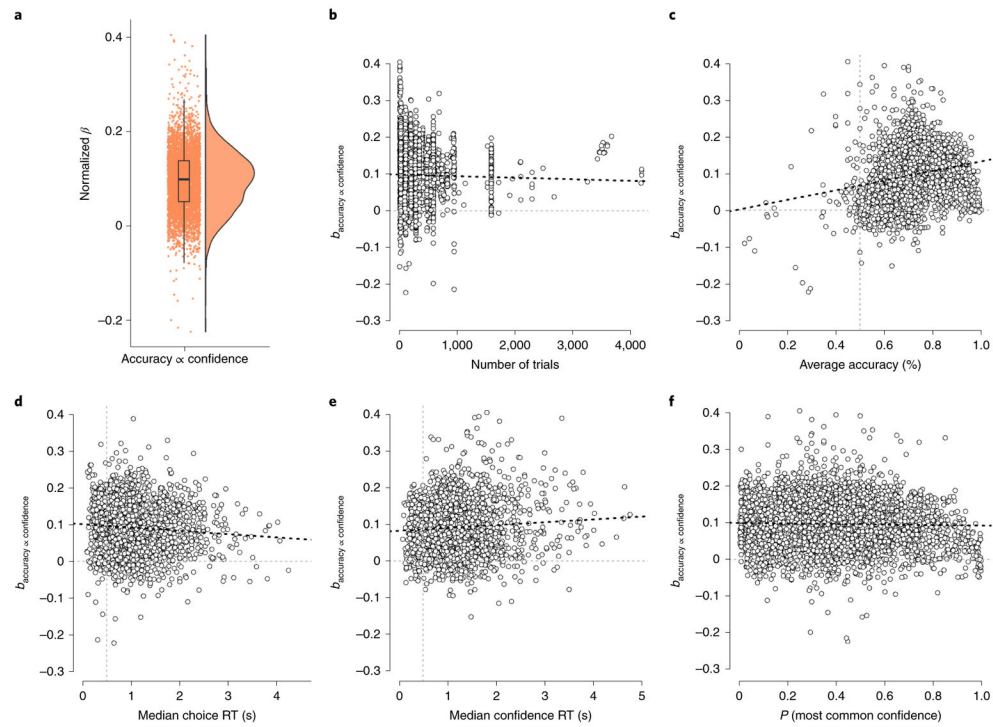 a
0.4
0.2
0
–0.2
Normalized β
Accuracy ∝ confidence
b
0.4
0.3
0.2
0.1
0
–0.1
–0.2
–0.3
b accuracy ∝ confidence
0 1,000 2,000 3,000 4,000
Number of trials
c
0.4
0.3
0.2
0.1
0
–0.1
–0.2
–0.3
b accuracy ∝ confidence
0 0.2 0.4 0.6 0.8 1.0
Average accuracy (%)
d
0.4
0.3
0.2
0.1
0
–0.1
–0.2
–0.3
b accuracy ∝ confidence
0 1 2 3 4
Median choice RT (s)
e
0.4
0.3
0.2
0.1
0
–0.1
–0.2
–0.3
b accuracy ∝ confidence
0 1 2 3 4 5
Median confidence RT (s)
f
0.4
0.3
0.2
0.1
0
–0.1
–0.2
–0.3
b accuracy ∝ confidence
0 0.2 0.4 0.6 0.8 1.0
P (most common confidence)